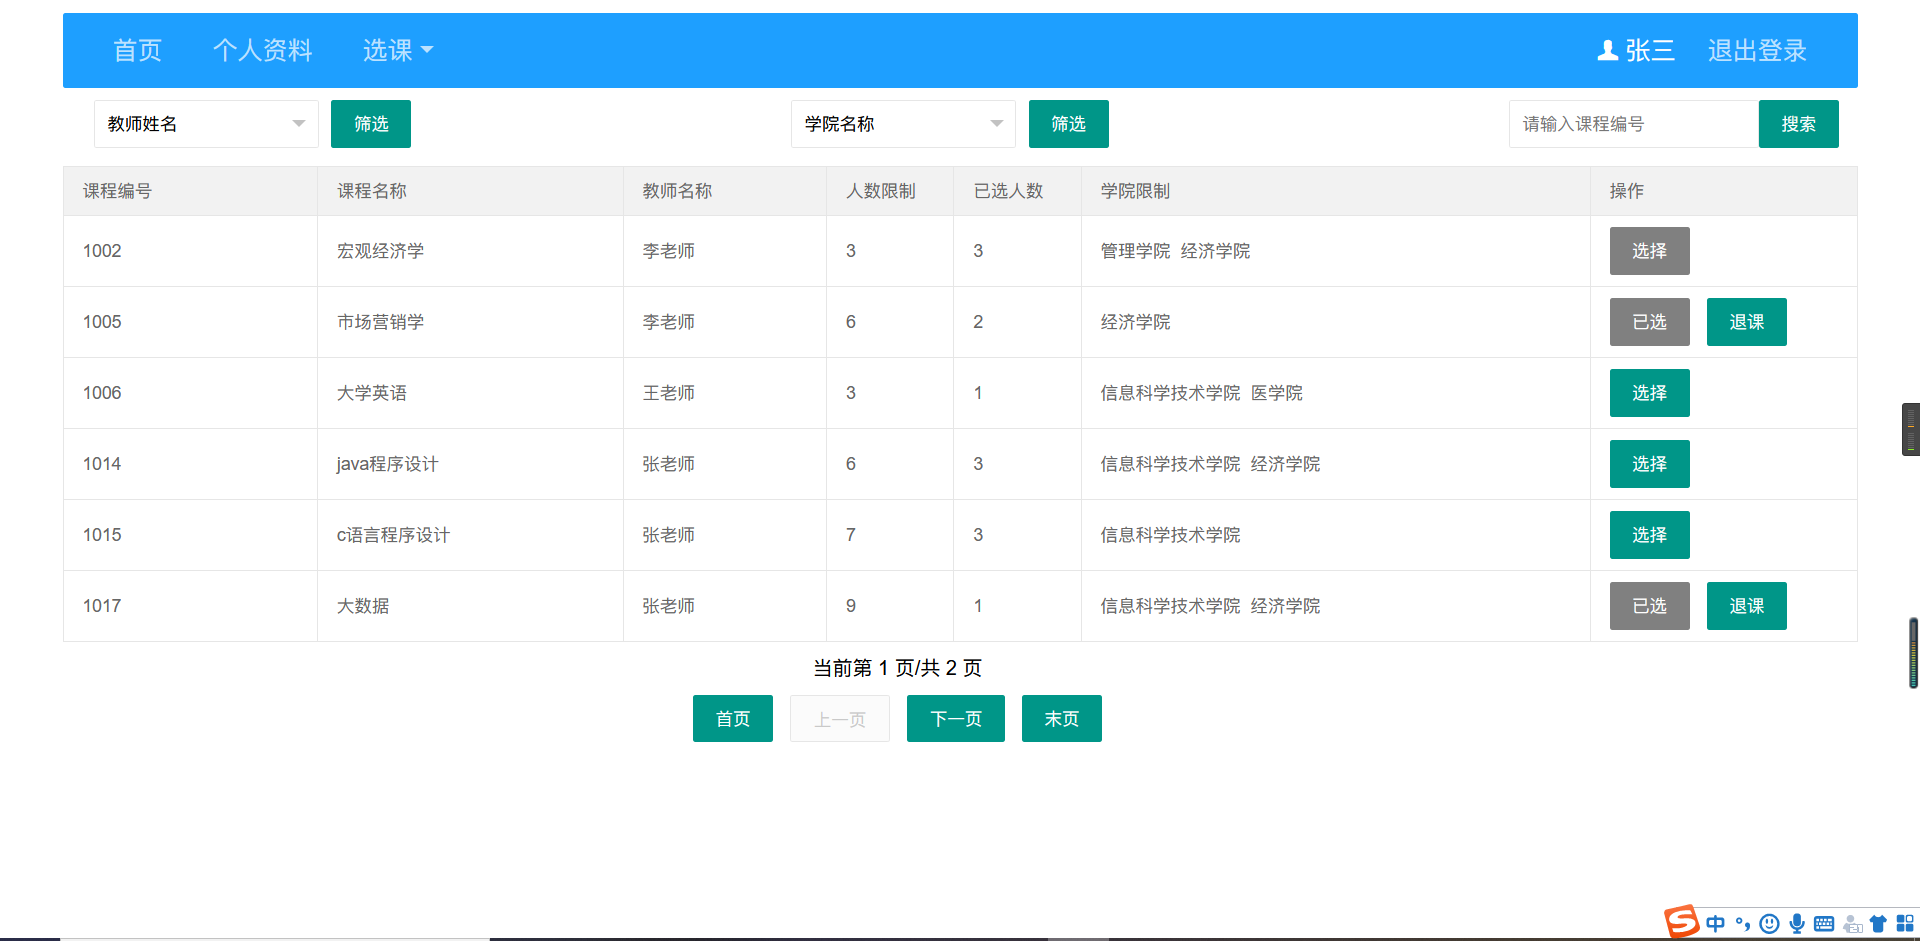 首页 个人资料 选课 张三 退出登录
教师姓名 筛选 学院名称 筛选 请输入课程编号 搜索
课程编号 课程名称 教师名称 人数限制 已选人数 学院限制 操作
1002 宏观经济学 李老师 3 3 管理学院 经济学院 选择
1005 市场营销学 李老师 6 2 经济学院 已选 退课
1006 大学英语 王老师 3 1 信息科学技术学院 医学院 选择
1014 java程序设计 张老师 6 3 信息科学技术学院 经济学院 选择
1015 c语言程序设计 张老师 7 3 信息科学技术学院 选择
1017 大数据 张老师 9 1 信息科学技术学院 经济学院 已选 退课
当前第 1 页/共 2 页
首页 上一页 下一页 末页
S 中